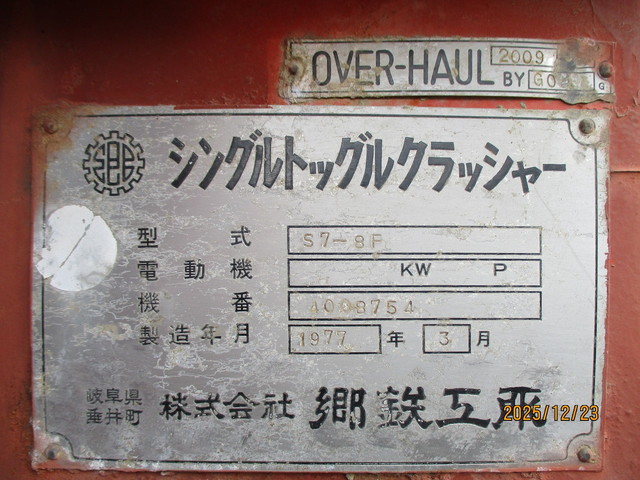 OVER-HAUL 2009
BY
G
シングルトッグルクラッシャー
型式 S7-8F
電動機 KW P
機番
製造年月 1977 年 3 月
岐阜県
垂井町
株式会社 郷鉄工所
2025/12/23